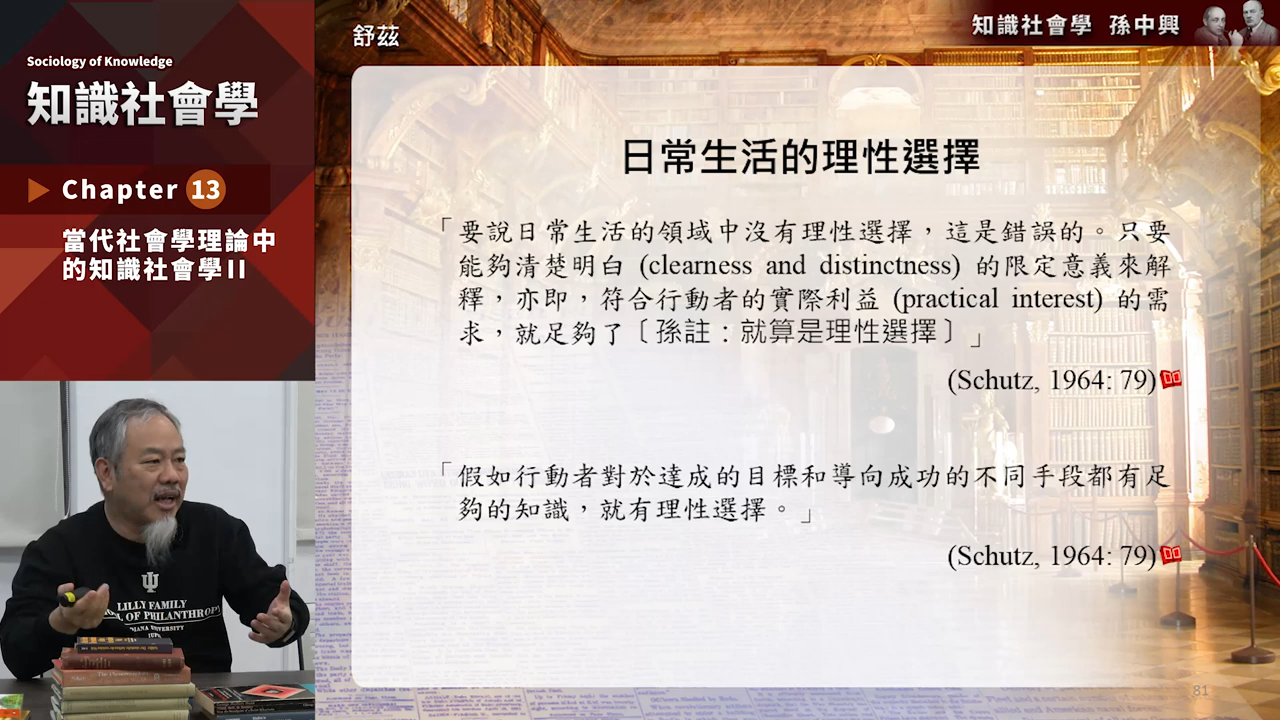 Sociology of Knowledge
知識社會學
Chapter 13
當代社會學理論中
的知識社會學II
舒茲
知識社會學 孫中興
日常生活的理性選擇
「要說日常生活的領域中沒有理性選擇，這是錯誤的。只要
能夠清楚明白 (clearness and distinctness) 的限定意義來解
釋，亦即，符合行動者的實際利益 (practical interest) 的需
求，就足夠了〔孫註：就算是理性選擇〕」
(Schutz, 1964: 79)
「假如行動者對於達成的目標和導向成功的不同手段都有足
夠的知識，就有理性選擇。」
(Schutz, 1964: 79)
81
LILLY FAMILY
OL OF PHILANTHROPY
DIANA UNIVERSITY